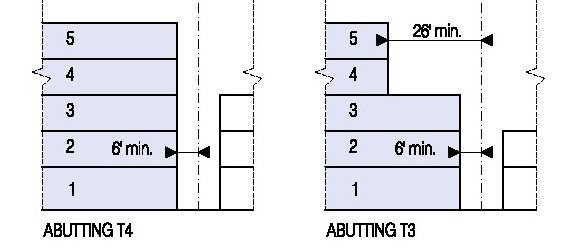 5
4
3
2 6' min.
1
ABUTTING T4
5 26' min.
4
3
2 6' min.
1
ABUTTING T3